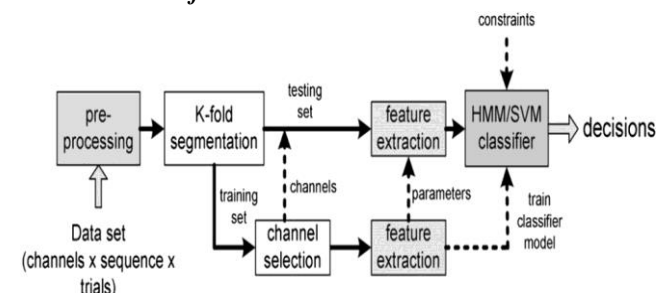 constraints
pre-
processing
K-fold
segmentation
testing
set
feature
extraction
HMM/SVM
classifier
decisions
training
set
channels
parameters
train
classifier
model
Data set
(channels x sequence x
trials)
channel
selection
feature
extraction